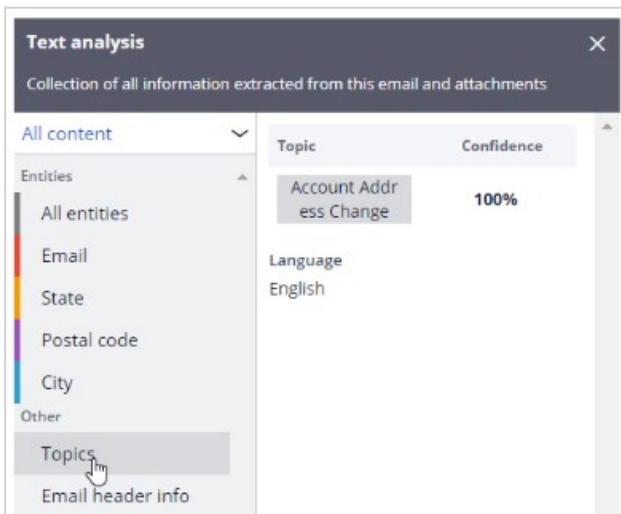 Text analysis
Collection of all information extracted from this email and attachments
All content
Entities
All entities
Email
State
Postal code
City
Other
Topics
Email header info
Topic Confidence
Account Addr
ess Change
100%
Language
English